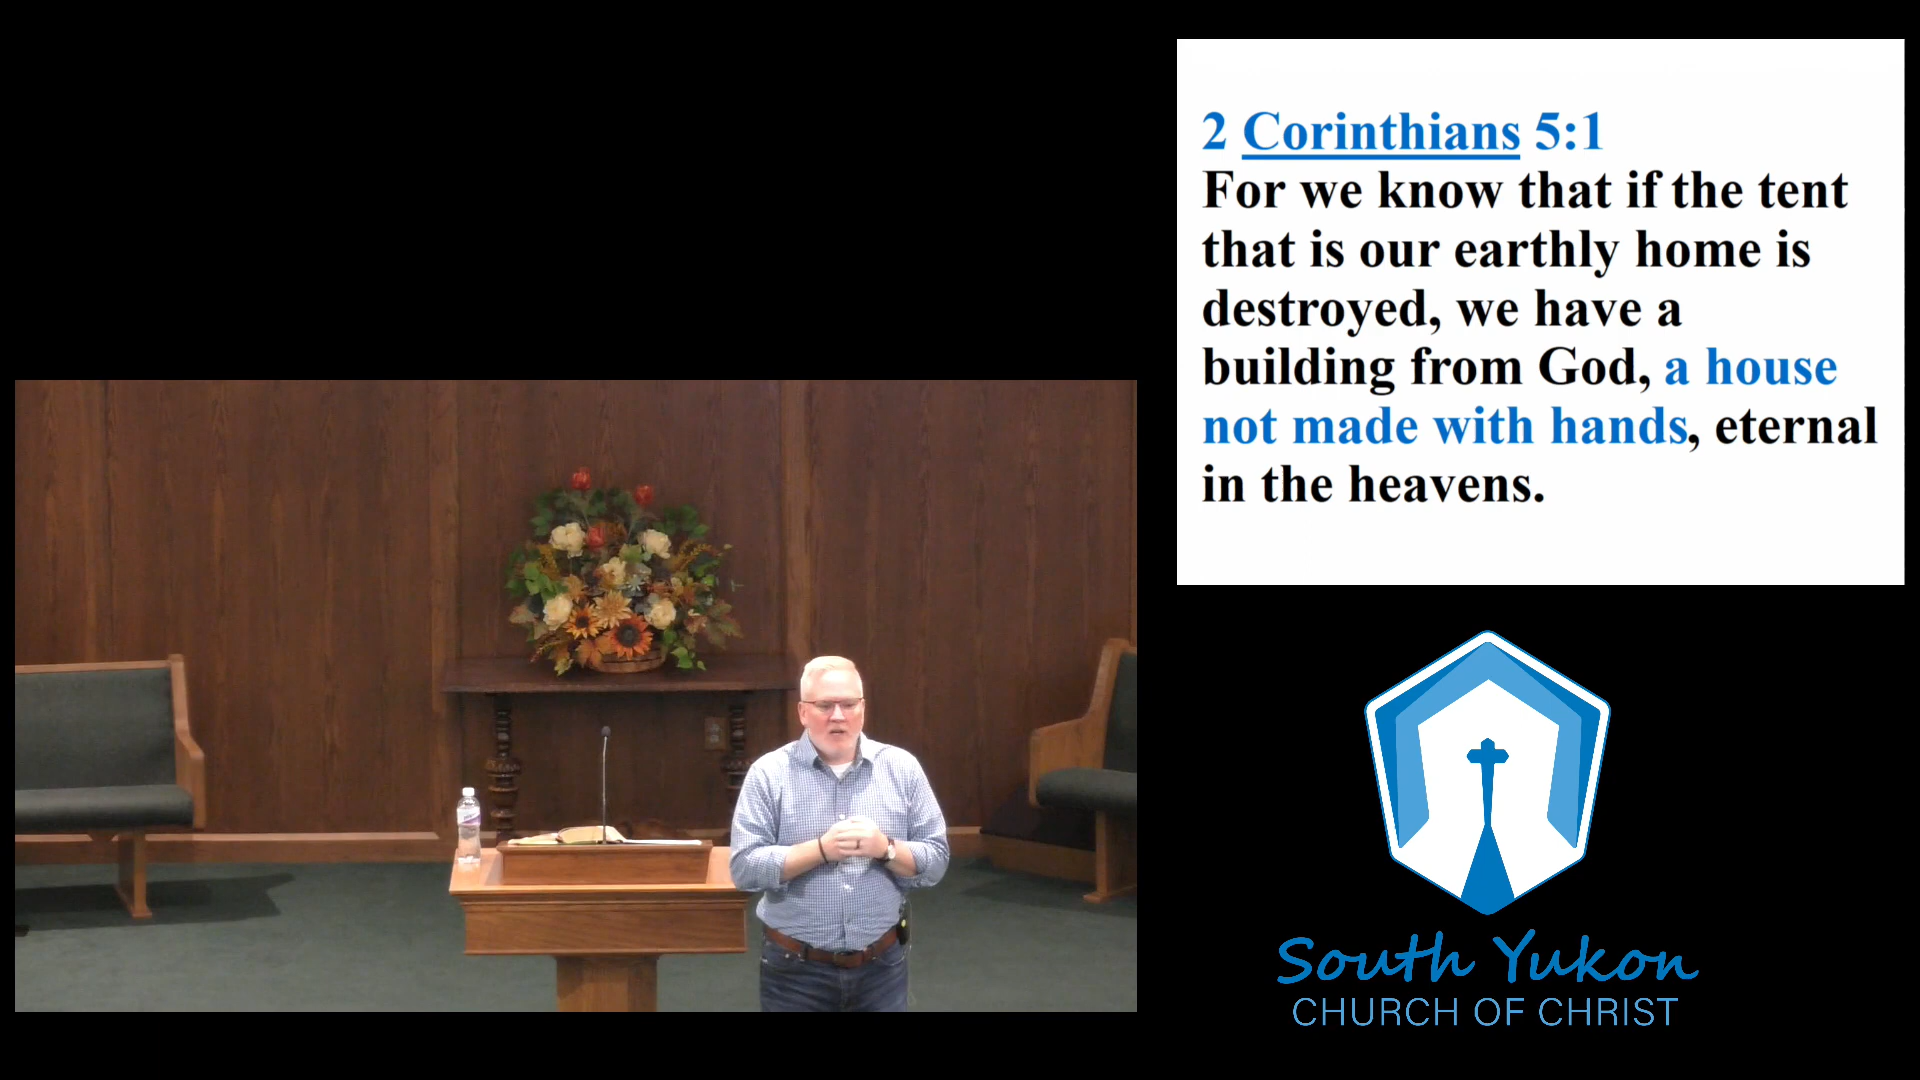 2 Corinthians 5:1
For we know that if the tent
that is our earthly home is
destroyed, we have a
building from God, a house
not made with hands, eternal
in the heavens.
South Yukon
CHURCH OF CHRIST